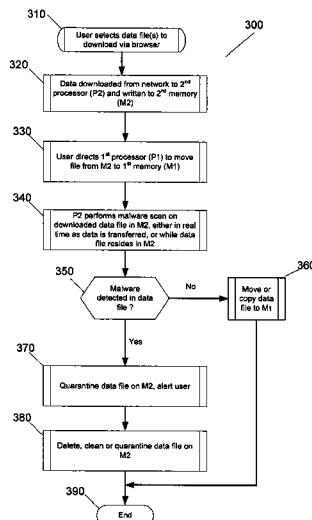 310
User selects data file(s) to
download via browser
300
320
Data downloaded from network to 2nd
processor (P2) and written to 2nd memory
(M2)
330
User directs 1st processor (P1) to move
file from M2 to 1st memory (M1)
340
P2 performs malware scan on
downloaded data file in M2, either in real
time as data is transferred, or while data
file resides in M2
350
Malware
detected in data
file ?
No
360
Move or
copy data
file to M1
Yes
370
Quarantine data file on M2, alert user
380
Delete, clean or quarantine data file on
M2
390
End